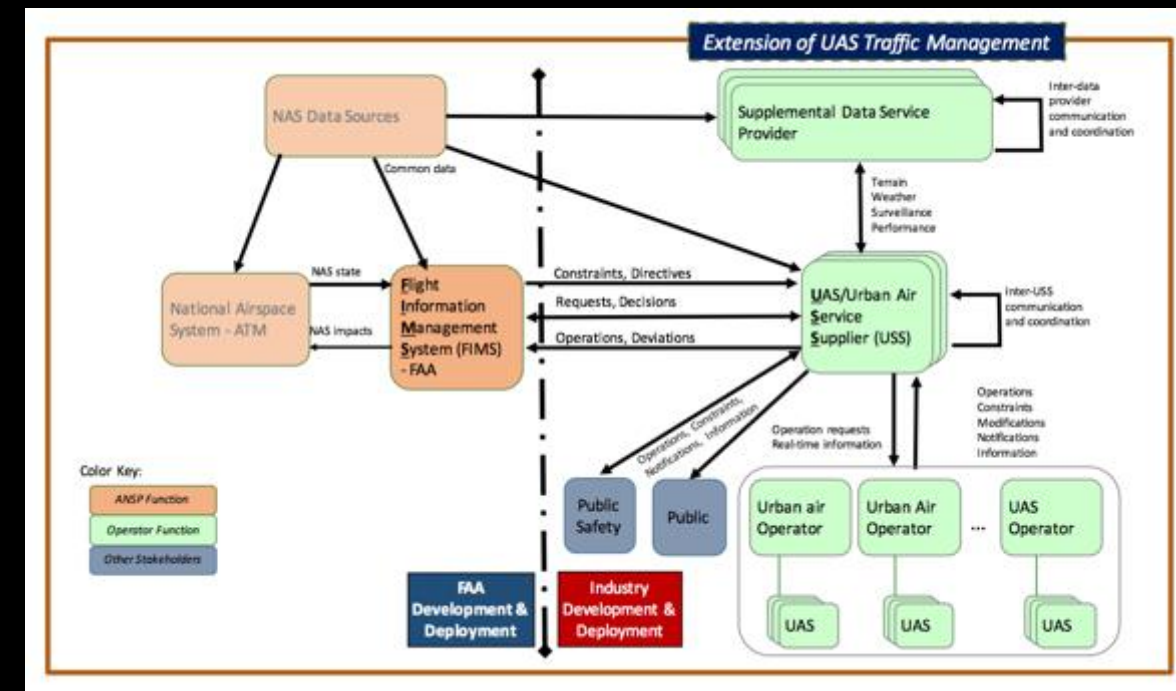 Extension of UAS Traffic Management
NAS Data Sources
Supplemental Data Service
Provider
Inter-data
provider
communication
and coordination
Common data
Terrain
Weather
Surveillance
Performance
National Airspace
System - ATM
NAS state
NAS impacts
Flight
Information
Management
System (FIMS)
- FAA
Constraints, Directives
Requests, Decisions
Operations, Deviations
UAS/Urban Air
Service
Supplier (USS)
Inter-USS
communication
and coordination
Operations, Constraints,
Notifications, Information
Operation requests
Real-time information
Operations
Constraints
Modifications
Notifications
Information
Color Key:
ANSP Function
Operator Function
Other Stakeholders
Public
Safety
Public
Urban air
Operator
Urban Air
Operator
...
UAS
Operator
UAS
UAS
UAS
FAA
Development &
Deployment
Industry
Development &
Deployment